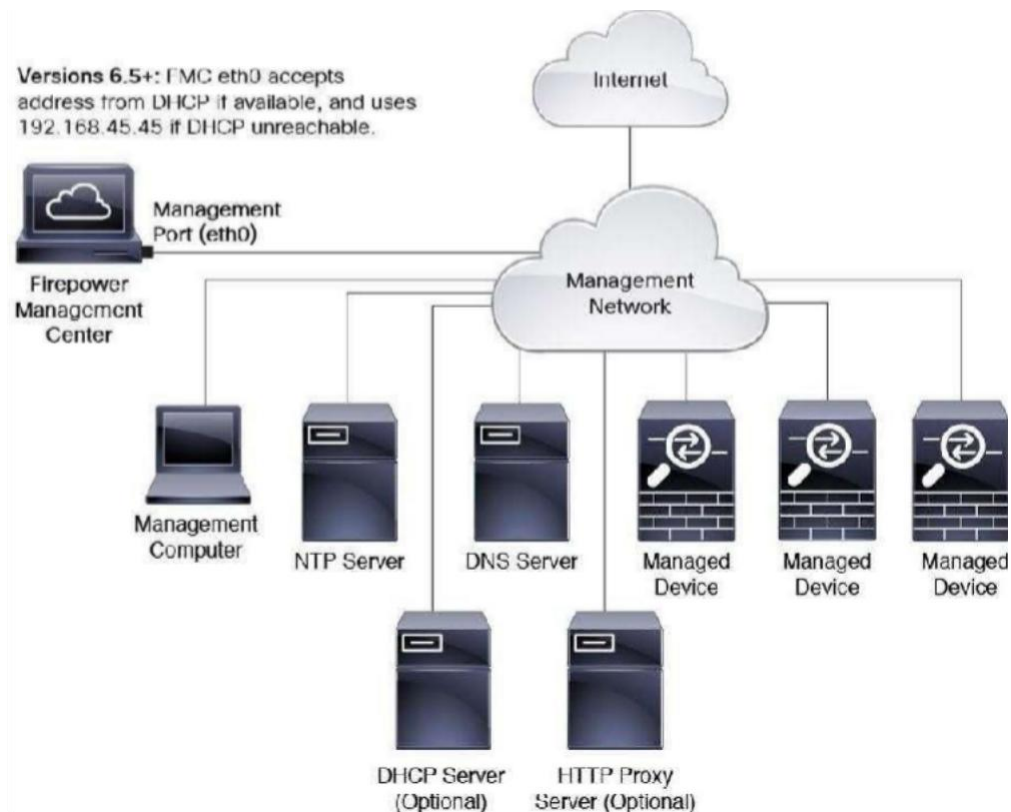 Versions 6.5+: FMC eth0 accepts
address from DHCP if available, and uses
192.168.45.45 if DHCP unreachable.
Internet
Management
Port (eth0)
Firepower
Management
Center
Management
Network
Management
Computer
NTP Server
DNS Server
Managed
Device
Managed
Device
Managed
Device
DHCP Server
(Optional)
HTTP Proxy
Server (Optional)